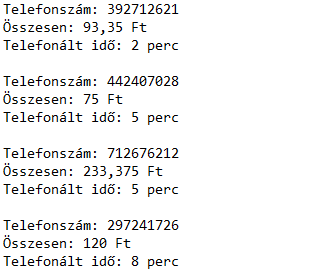 Telefonszám: 392712621
Összesen: 93,35 Ft
Telefonált idő: 2 perc
Telefonszám: 442407028
Összesen: 75 Ft
Telefonált idő: 5 perc
Telefonszám: 712676212
Összesen: 233,375 Ft
Telefonált idő: 5 perc
Telefonszám: 297241726
Összesen: 120 Ft
Telefonált idő: 8 perc